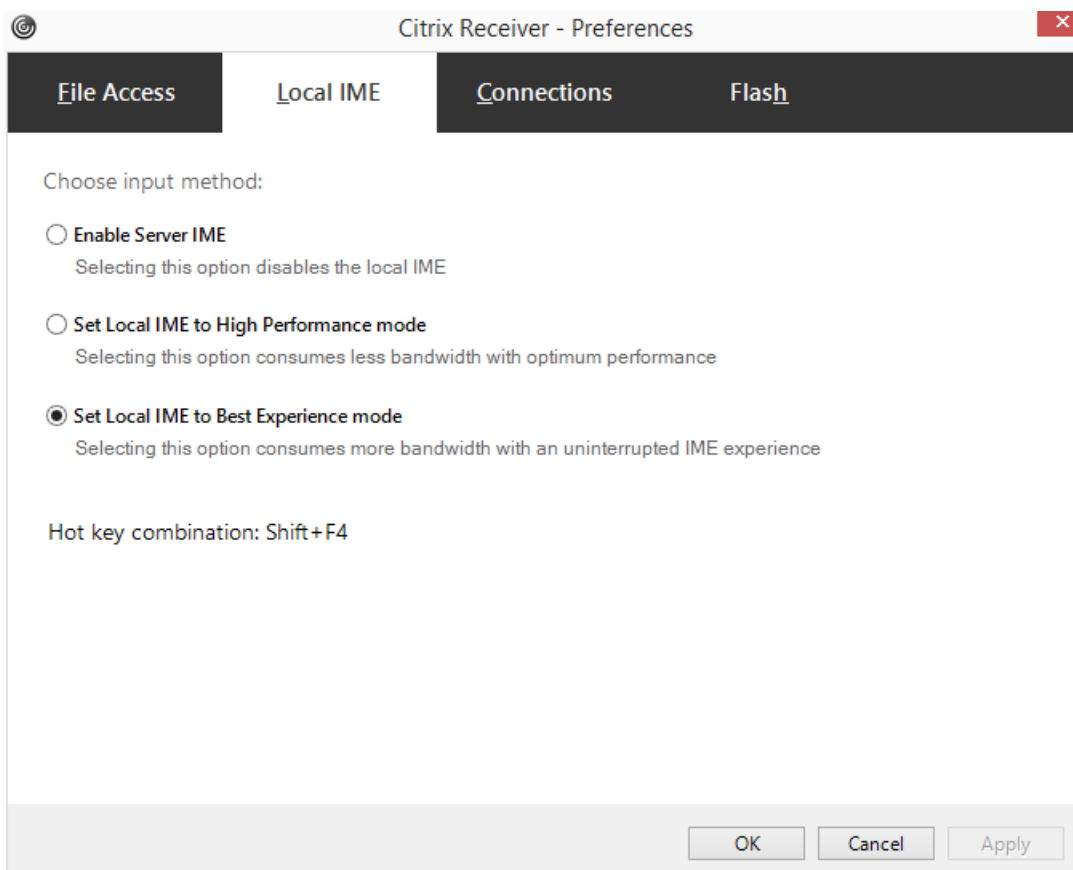 Citrix Receiver - Preferences
File Access Local IME Connections Flash
Choose input method:
Enable Server IME
Selecting this option disables the local IME
Set Local IME to High Performance mode
Selecting this option consumes less bandwidth with optimum performance
Set Local IME to Best Experience mode
Selecting this option consumes more bandwidth with an uninterrupted IME experience
Hot key combination: Shift+F4
OK Cancel Apply